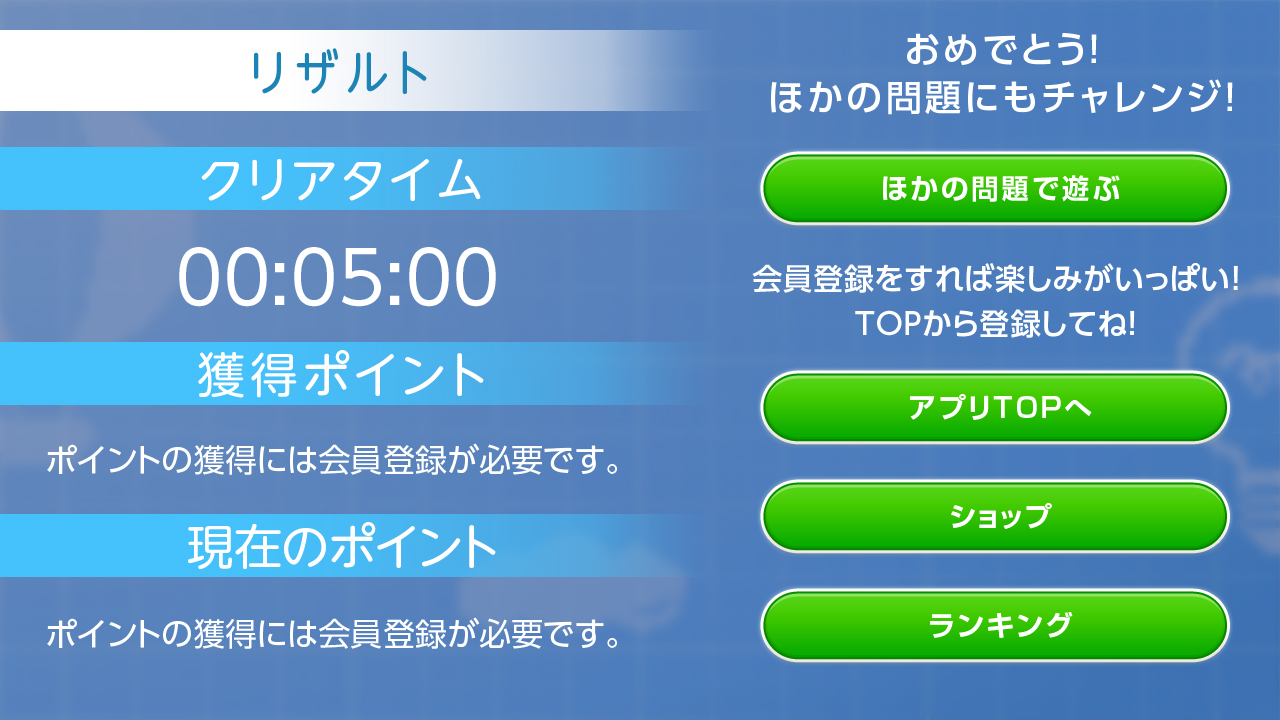 リザルト
クリアタイム
00:05:00
獲得ポイント
ポイントの獲得には会員登録が必要です。
現在のポイント
ポイントの獲得には会員登録が必要です。
おめでとう!
ほかの問題にもチャレンジ!
ほかの問題で遊ぶ
会員登録をすれば楽しみがいっぱい!
TOPから登録してね!
アプリTOPへ
ショップ
ランキング